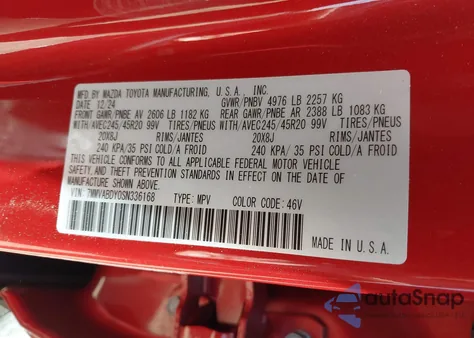 MFD. BY MAZDA TOYOTA MANUFACTURING, U.S.A., INC.
DATE 12/24 GVWR/PNBV 4976 LB 2257 KG
FRONT GAWR/PNBE AV 2606 LB 1182 KG REAR GAWR/PNBE AR 2388 LB 1083 KG
WITH/AVEC245/45R20 99V TIRES/PNEUS WITH/AVEC245/45R20 99V TIRES/PNEUS
20X8J RIMS/JANTES 20X8J RIMS/JANTES
240 KPA/ 35 PSI COLD/A FROID 240 KPA/ 35 PSI COLD/A FROID
THIS VEHICLE CONFORMS TO ALL APPLICABLE FEDERAL MOTOR VEHICLE
SAFETY AND THEFT PREVENTION STANDARDS IN EFFECT ON THE DATE OF
MANUFACTURE SHOWN ABOVE.
VIN: 7MMVABDY0SN336168 TYPE: MPV COLOR CODE: 46V
MADE IN U.S.A.
autoSnap